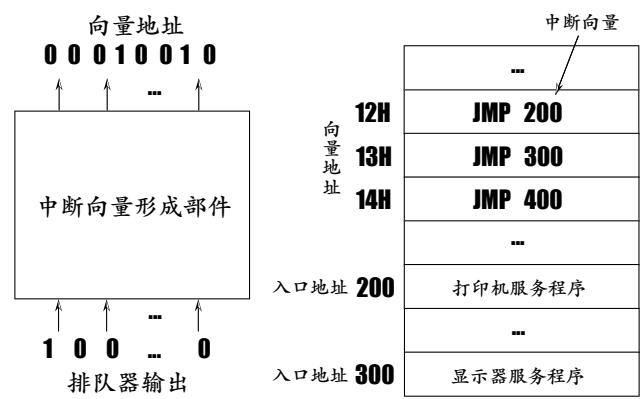 向量地址
0 0 0 1 0 0 1 0
...
中断向量形成部件
...
1 0 0 ... 0
排队器输出
中断向量
...
12H JMP 200
13H JMP 300
14H JMP 400
向量地址
...
入口地址 200 打印机服务程序
...
入口地址 300 显示器服务程序